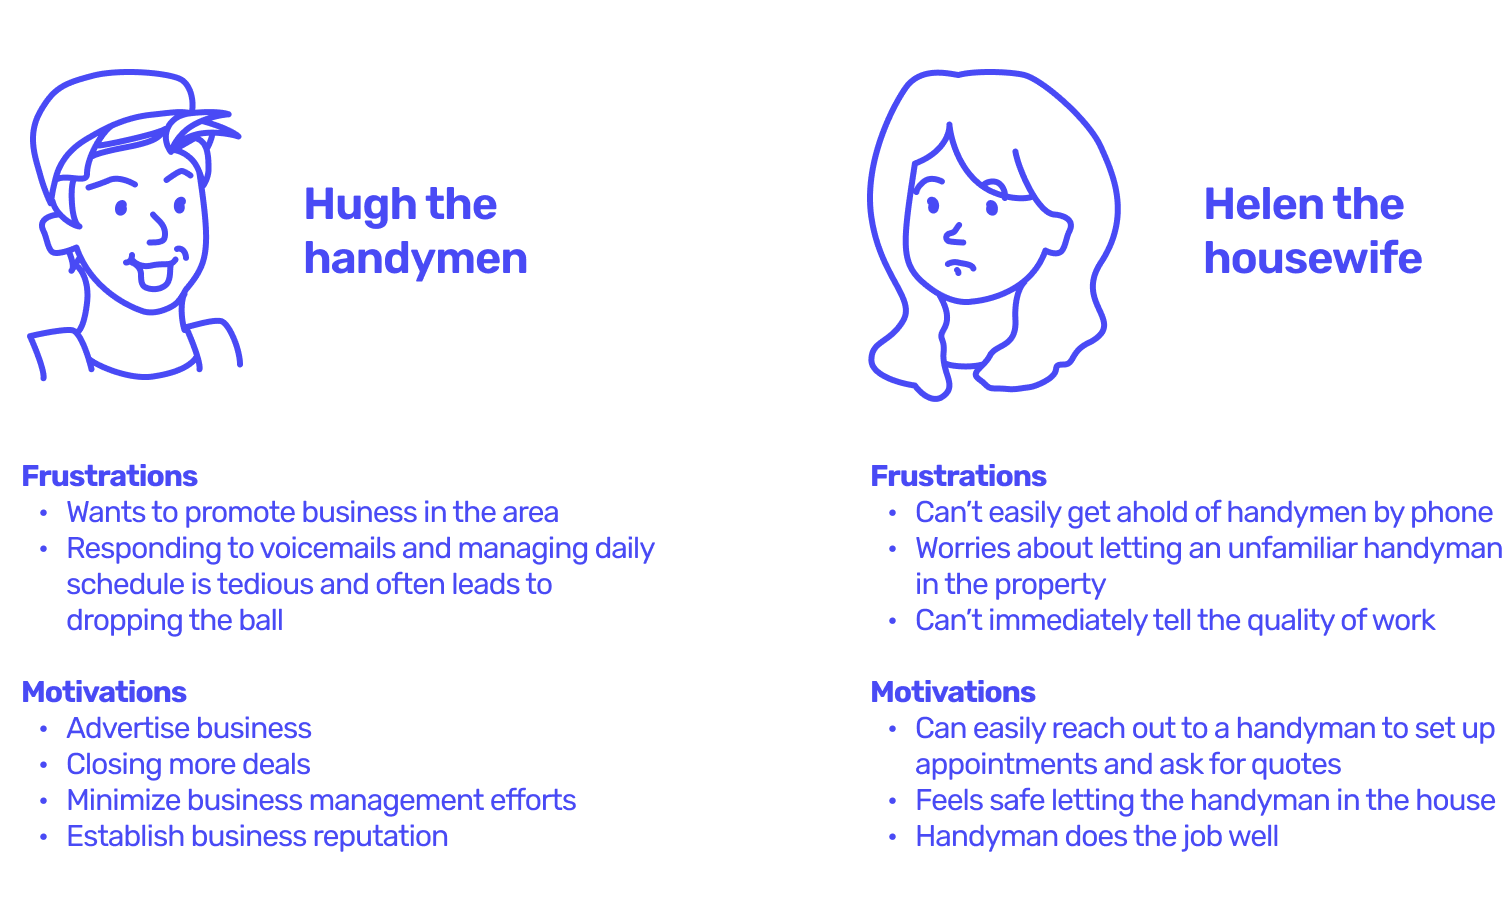 Hugh the
handymen
Frustrations
• Wants to promote business in the area
• Responding to voicemails and managing daily
schedule is tedious and often leads to
dropping the ball
Motivations
• Advertise business
• Closing more deals
• Minimize business management efforts
• Establish business reputation
Helen the
housewife
Frustrations
• Can’t easily get ahold of handymen by phone
• Worries about letting an unfamiliar handyman
in the property
• Can’t immediately tell the quality of work
Motivations
• Can easily reach out to a handyman to set up
appointments and ask for quotes
• Feels safe letting the handyman in the house
• Handyman does the job well